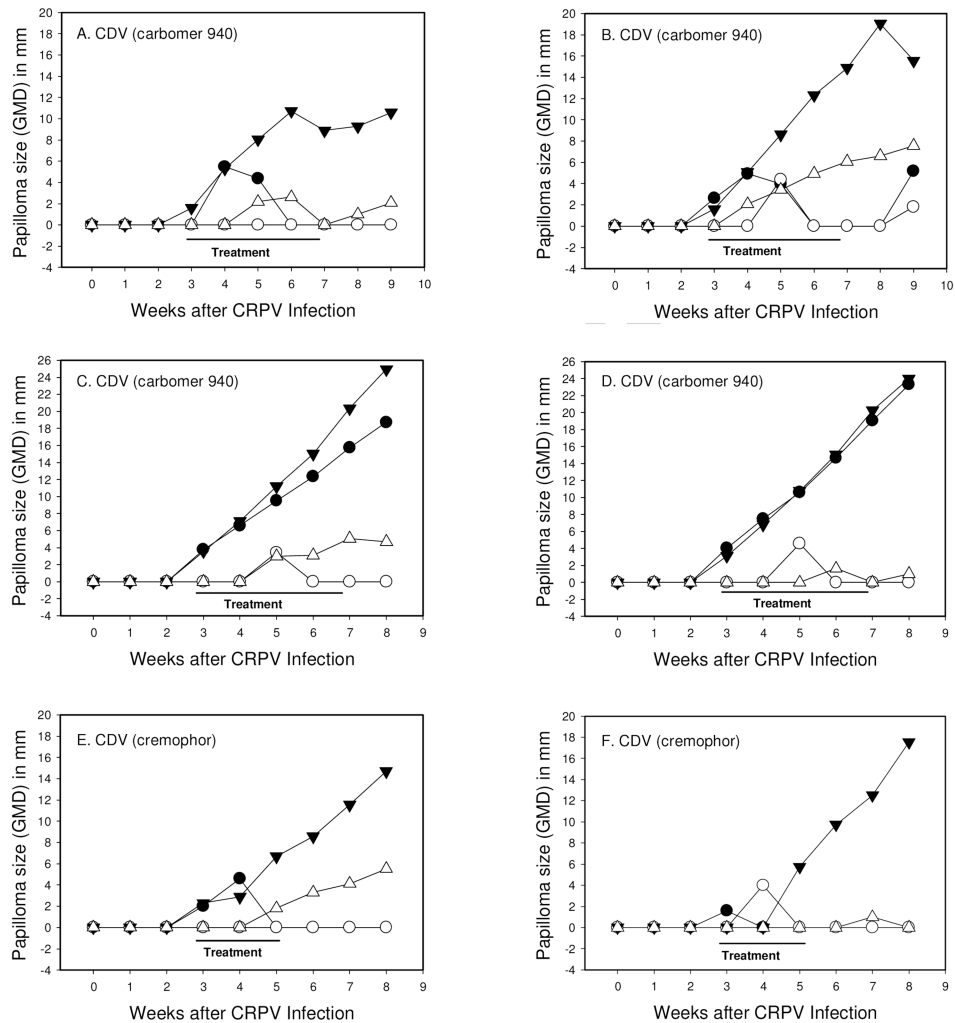 A. CDV (carbomer 940)
Papilloma size (GMD) in mm
20
18
16
14
12
10
8
6
4
2
0
-2
-4
Treatment
0 1 2 3 4 5 6 7 8 9 10
Weeks after CRPV Infection
B. CDV (carbomer 940)
Papilloma size (GMD) in mm
20
18
16
14
12
10
8
6
4
2
0
-2
-4
Treatment
0 1 2 3 4 5 6 7 8 9 10
Weeks after CRPV Infection
C. CDV (carbomer 940)
Papilloma size (GMD) in mm
26
24
22
20
18
16
14
12
10
8
6
4
2
0
-2
-4
Treatment
0 1 2 3 4 5 6 7 8 9
Weeks after CRPV Infection
D. CDV (carbomer 940)
Papilloma size (GMD) in mm
26
24
22
20
18
16
14
12
10
8
6
4
2
0
-2
-4
Treatment
0 1 2 3 4 5 6 7 8 9
Weeks after CRPV Infection
E. CDV (cremophor)
Papilloma size (GMD) in mm
20
18
16
14
12
10
8
6
4
2
0
-2
-4
Treatment
0 1 2 3 4 5 6 7 8 9
Weeks after CRPV Infection
F. CDV (cremophor)
Papilloma size (GMD) in mm
20
18
16
14
12
10
8
6
4
2
0
-2
-4
Treatment
0 1 2 3 4 5 6 7 8 9
Weeks after CRPV Infection